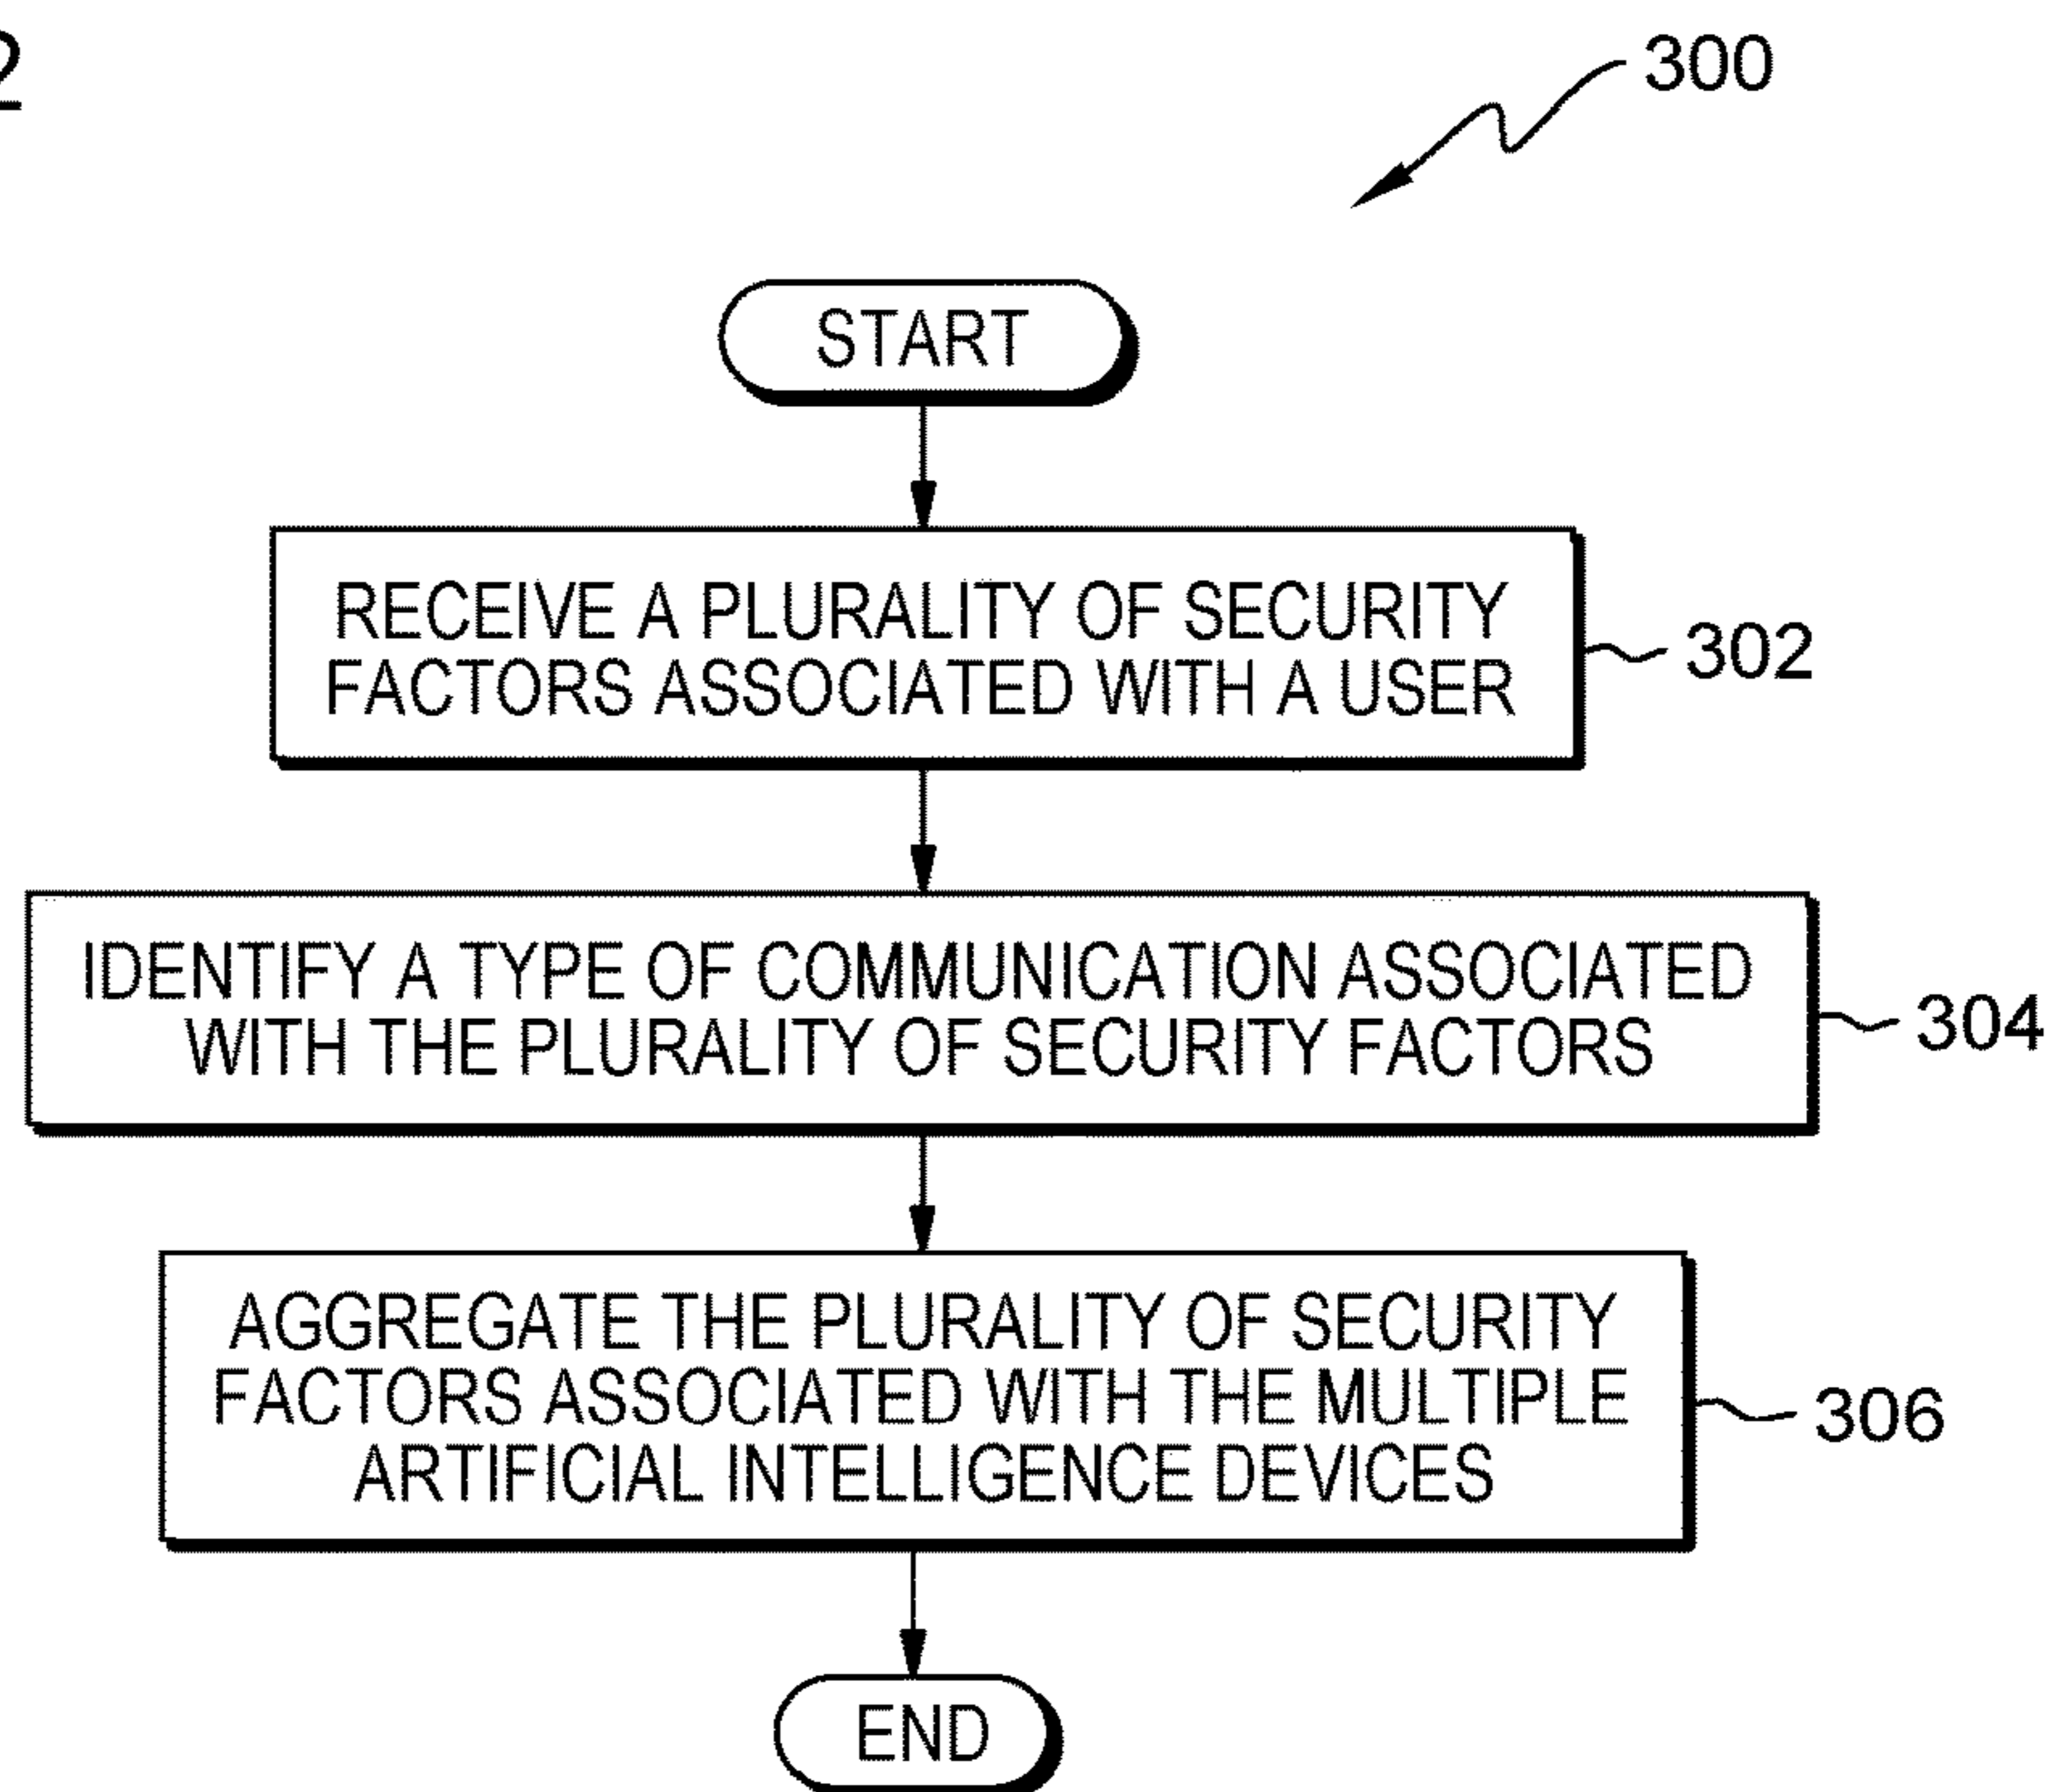 2
300
START
RECEIVE A PLURALITY OF SECURITY
FACTORS ASSOCIATED WITH A USER
302
IDENTIFY A TYPE OF COMMUNICATION ASSOCIATED
WITH THE PLURALITY OF SECURITY FACTORS
304
AGGREGATE THE PLURALITY OF SECURITY
FACTORS ASSOCIATED WITH THE MULTIPLE
ARTIFICIAL INTELLIGENCE DEVICES
306
END